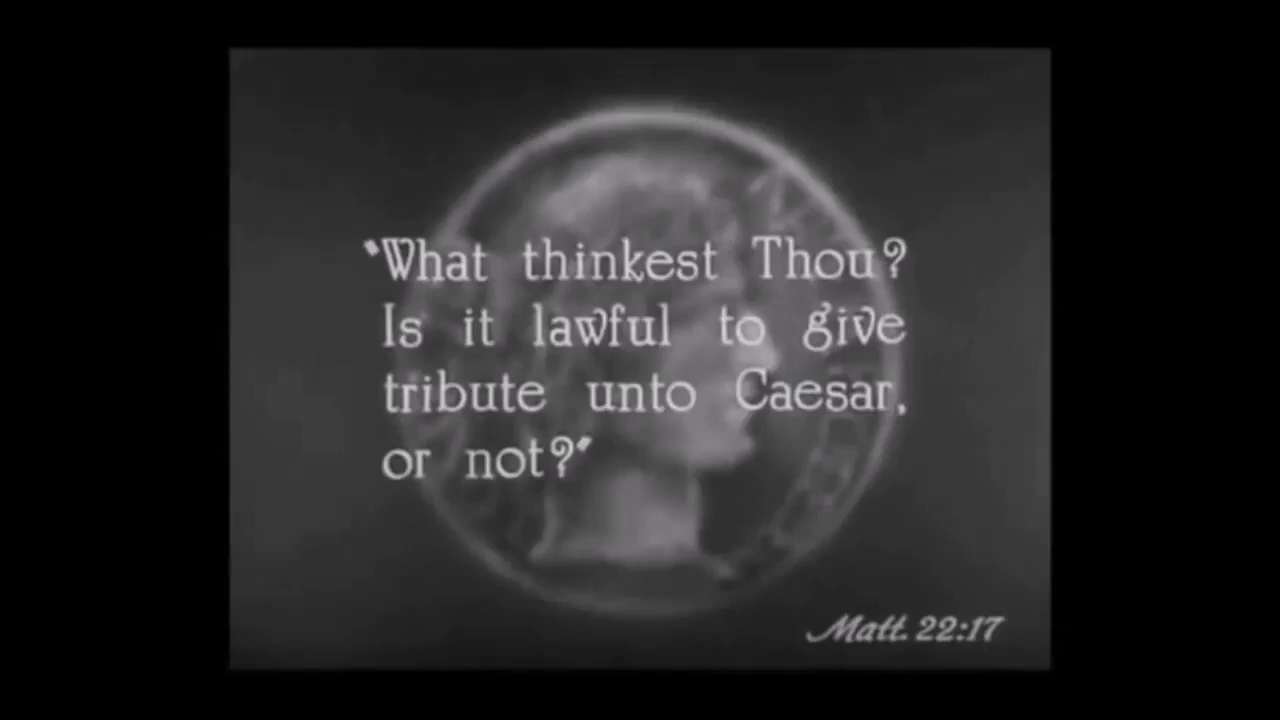 "What thinkest Thou?
Is it lawful to give
tribute unto Caesar,
or not?"
Matt. 22:17